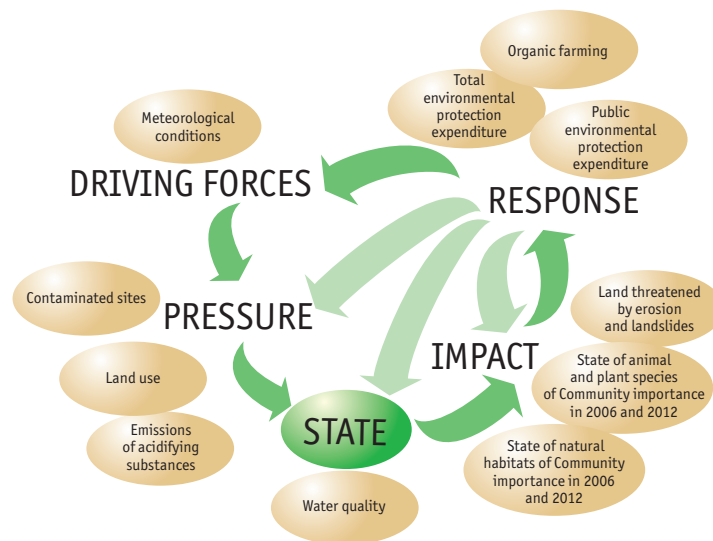 Organic farming
Total
environmental
protection
expenditure
Public
environmental
protection
expenditure
Meteorological
conditions
DRIVING FORCES
RESPONSE
Contaminated sites
PRESSURE
Land threatened
by erosion
and landslides
IMPACT
Land use
State of animal
and plant species
of Community importance
in 2006 and 2012
STATE
Emissions
of acidifying
substances
State of natural
habitats of Community
importance in 2006
and 2012
Water quality